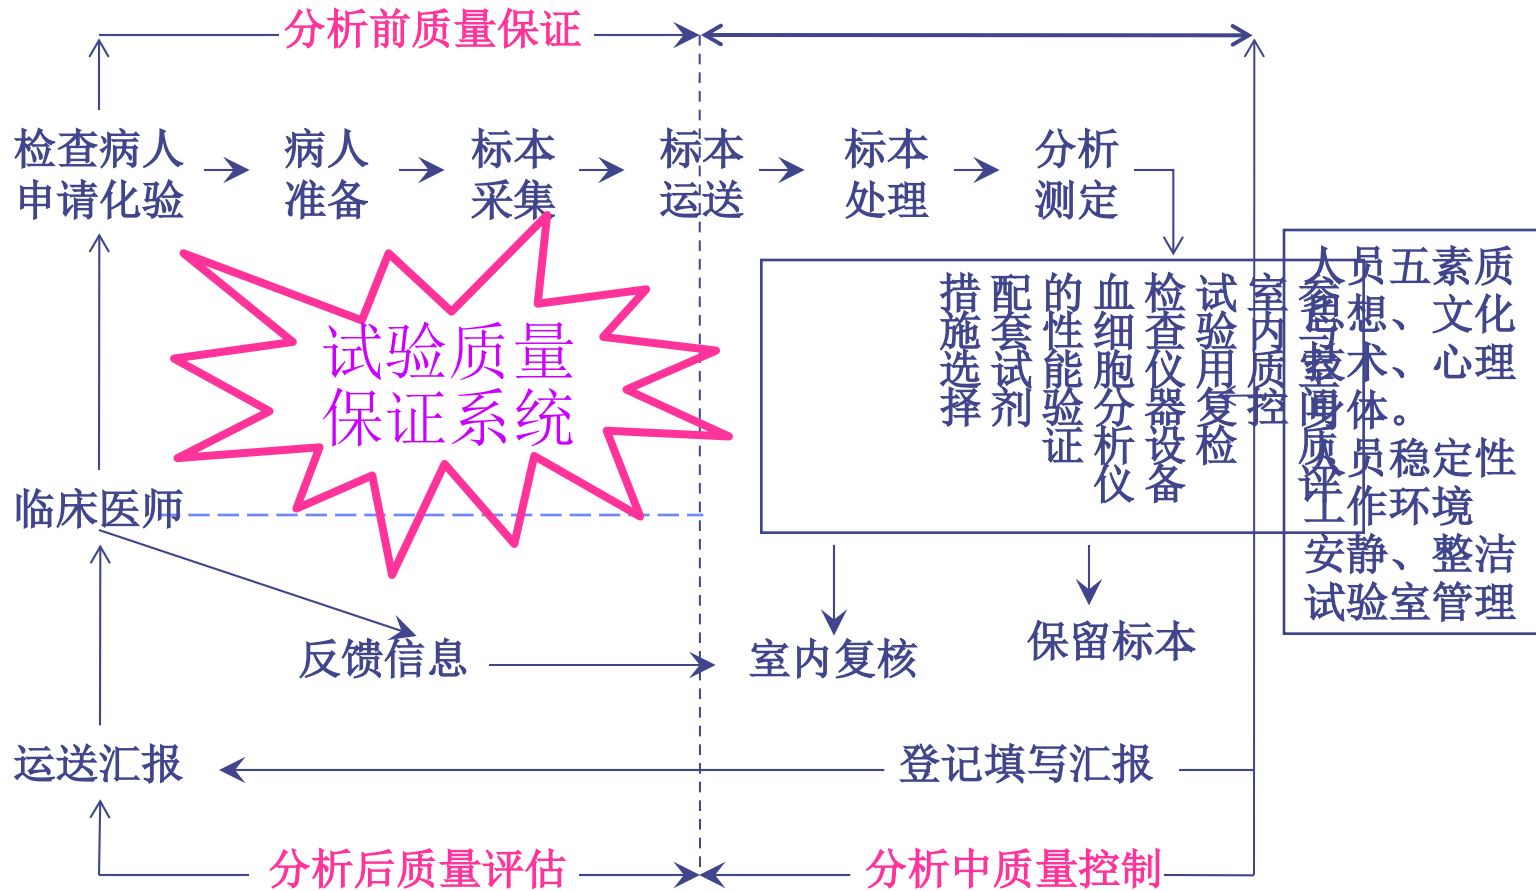 分析前质量保证
检查病人
申请化验
病人
准备
标本
采集
标本
运送
标本
处理
分析
测定
试验质量
保证系统
参与室间质评
室内质控
试验用复检
检查仪器设备
血细胞分析仪
的性能验证
配套试剂
措施选择
人员五素质
思想、文化
技术、心理
身体。
人员稳定性
工作环境
安静、整洁
试验室管理
临床医师
反馈信息
室内复核
保留标本
运送汇报
登记填写汇报
分析后质量评估
分析中质量控制